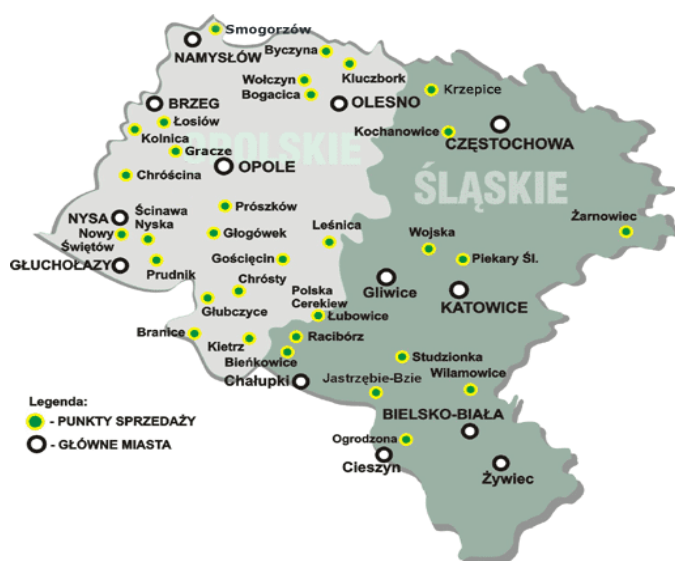 Smogorzów
NAMYSŁÓW
Byczyna
Kluczbork
Wołczyn
Bogacica
Krzepice
BRZEG
OLESNO
Łosiów
Kolnica
Kochanowice
CZĘSTOCHOWA
OPOLSKIE
Gracze
OPOLE
Chróścina
ŚLĄSKIE
Prószków
NYSA
Ścinawa
Nyska
Nowy
Świętów
Głogówek
Leśnica
Wojska
Żarnowiec
GŁUCHOŁAZY
Prudnik
Gościęcin
Piekary Śl.
Chrósty
Polska
Cerekiew
Gliwice
KATOWICE
Głubczyce
Łubowice
Branice
Kietrz
Racibórz
Bieńkowice
Studzionka
Chałupki
Jastrzębie-Bzie
Wilamowice
Legenda:
- PUNKTY SPRZEDAŻY
- GŁÓWNE MIASTA
BIELSKO-BIAŁA
Ogrodzona
Cieszyn
Żywiec